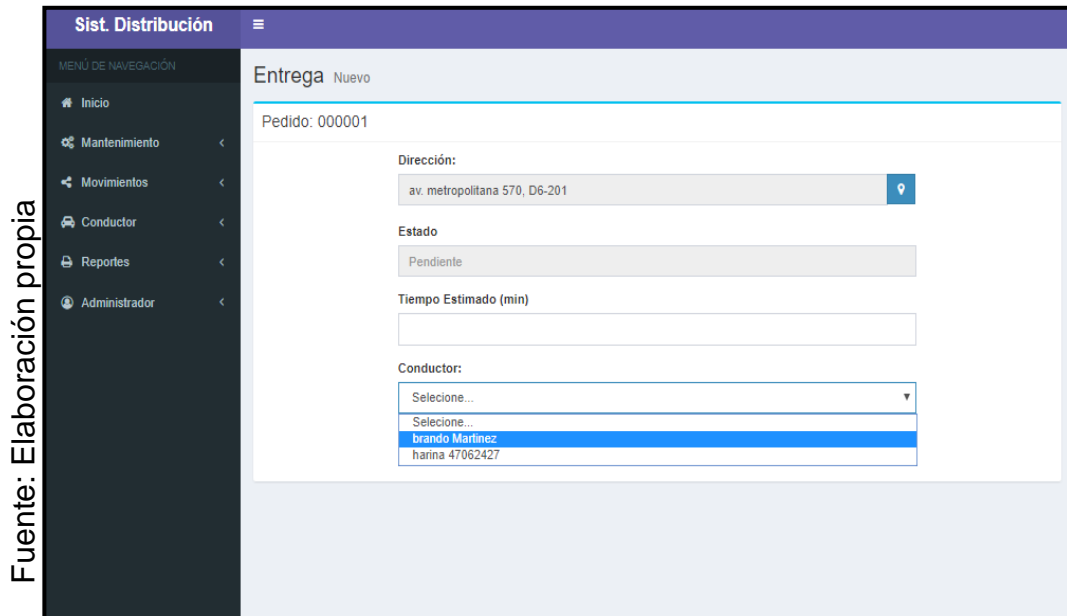 Sist. Distribución
MENÚ DE NAVEGACIÓN
Inicio
Mantenimiento
Movimientos
Conductor
Reportes
Administrador
Entrega Nuevo
Pedido: 000001
Dirección:
av. metropolitana 570, D6-201
Estado
Pendiente
Tiempo Estimado (min)
Conductor:
Selecione...
Selecione...
brando Martinez
harina 47062427
Fuente: Elaboración propia